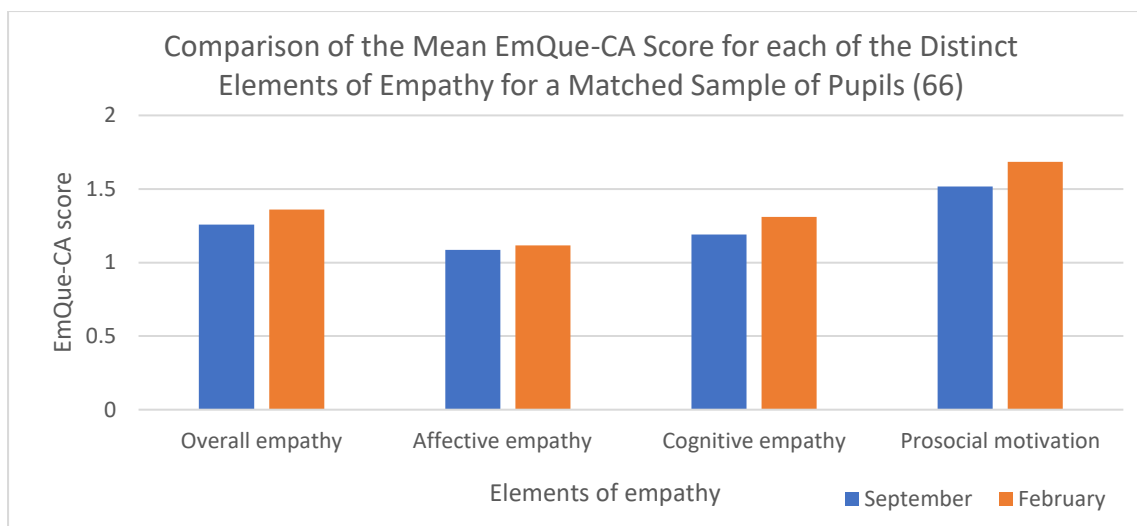 Comparison of the Mean EmQue-CA Score for each of the Distinct
Elements of Empathy for a Matched Sample of Pupils (66)
2
1.5
1
0.5
0
EmQue-CA score
Overall empathy
Affective empathy
Cognitive empathy
Prosocial motivation
Elements of empathy
September
February